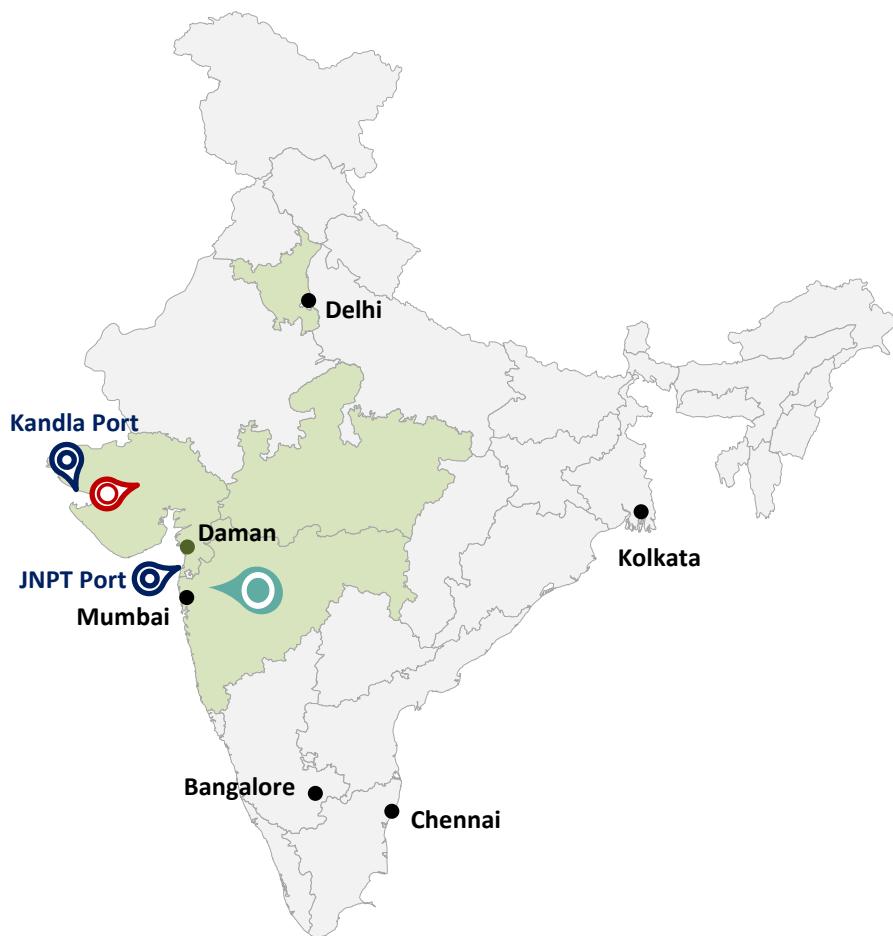 Delhi
Kandla Port
Daman
Kolkata
JNPT Port
Mumbai
Bangalore
Chennai